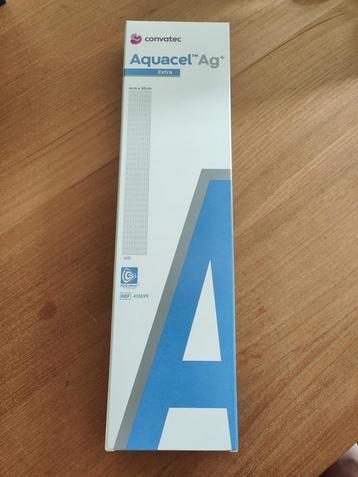 convatec
Aquacel™ Ag+
Extra
4cm x 30cm
x10
REF 413599
A